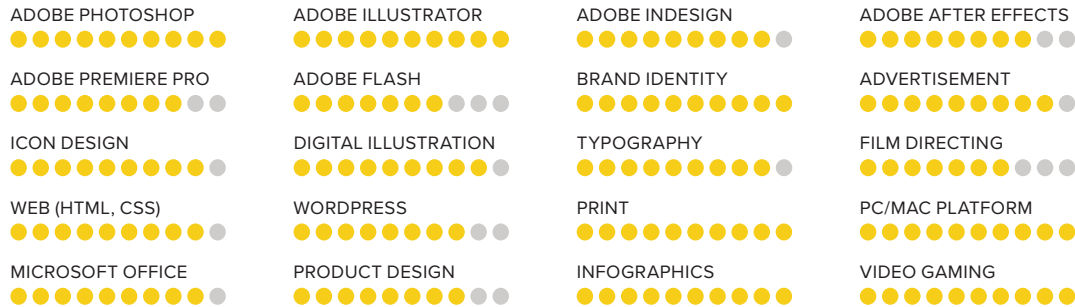 ADOBE PHOTOSHOP
ADOBE ILLUSTRATOR
ADOBE INDESIGN
ADOBE AFTER EFFECTS
ADOBE PREMIERE PRO
ADOBE FLASH
BRAND IDENTITY
ADVERTISEMENT
ICON DESIGN
DIGITAL ILLUSTRATION
TYPOGRAPHY
FILM DIRECTING
WEB (HTML, CSS)
WORDPRESS
PRINT
PC/MAC PLATFORM
MICROSOFT OFFICE
PRODUCT DESIGN
INFOGRAPHICS
VIDEO GAMING